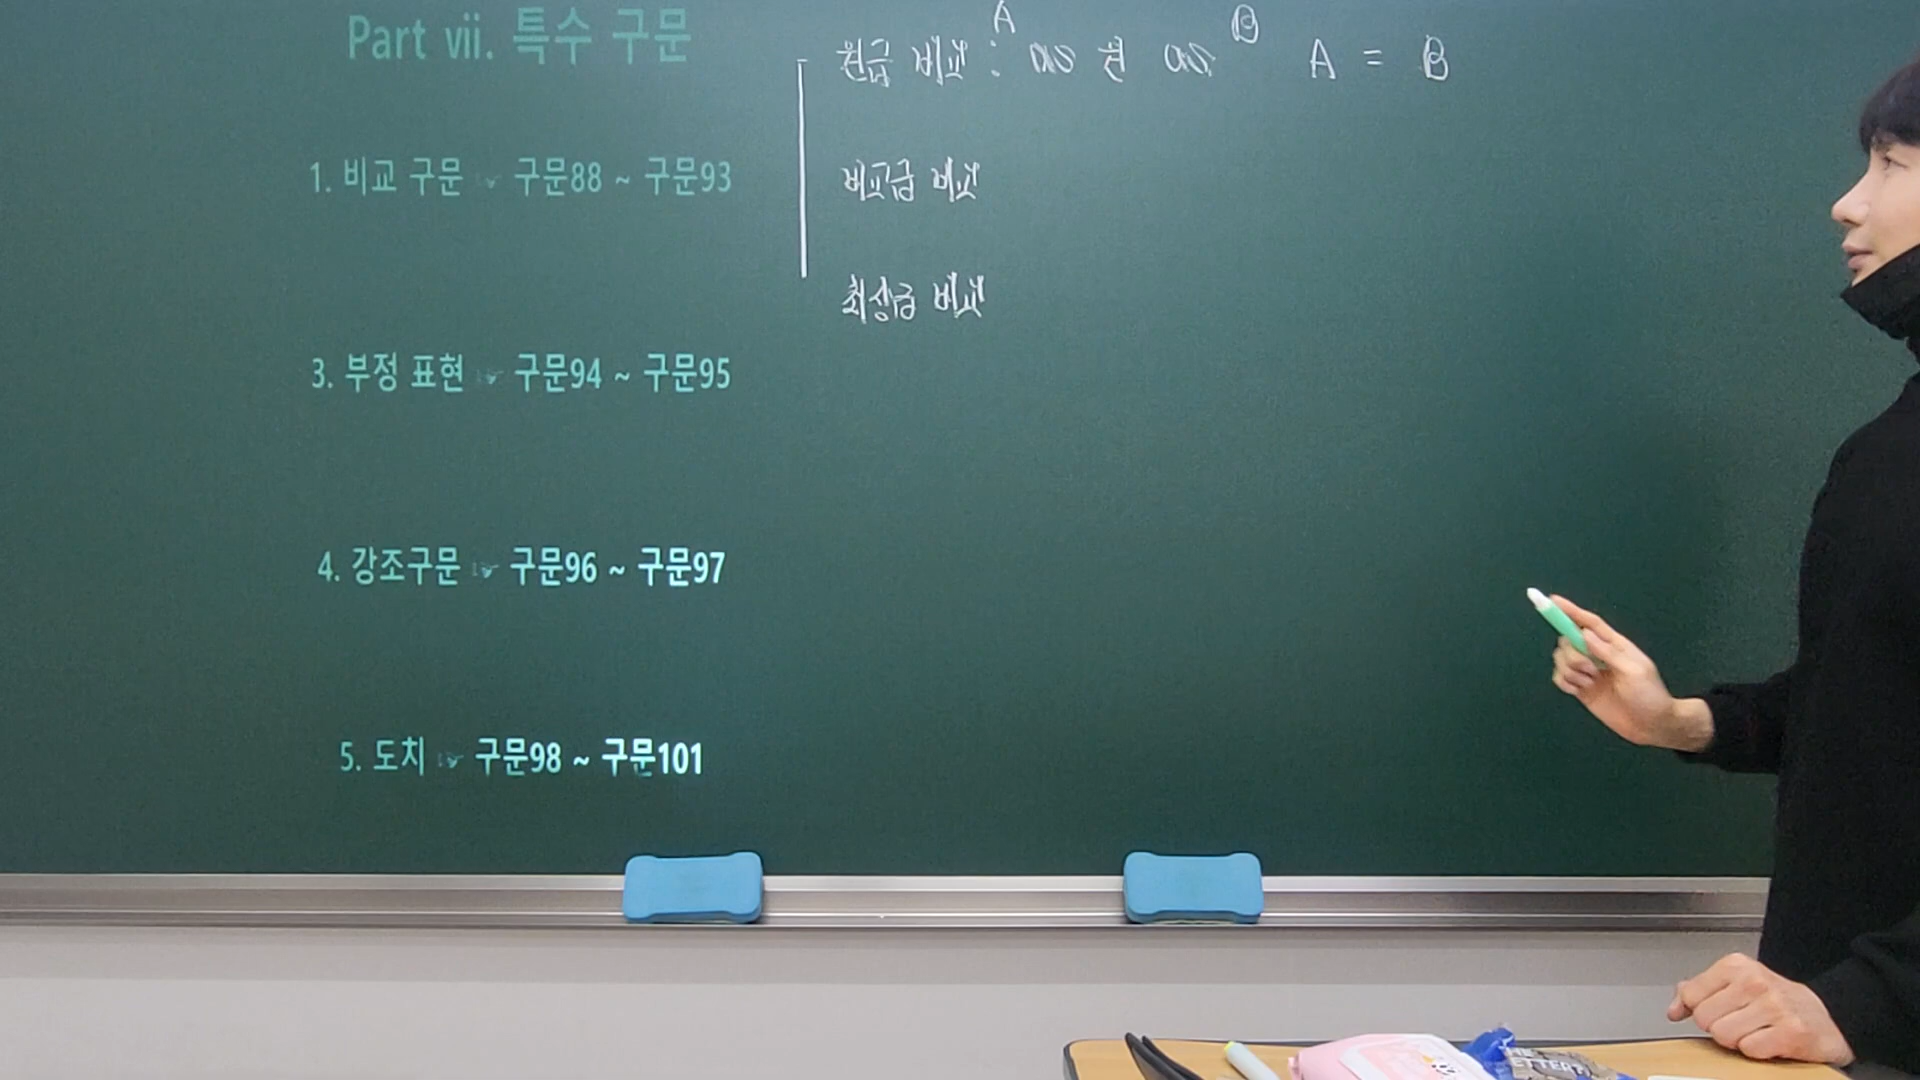 Part vii. 특수 구문
1. 비교 구문 ☞ 구문88 ~ 구문93
3. 부정 표현 ☞ 구문94 ~ 구문95
4. 강조구문 ☞ 구문96 ~ 구문97
5. 도치 ☞ 구문98 ~ 구문101
A B
원급 비교 : as 원 as A = B
비교급 비교
최상급 비교